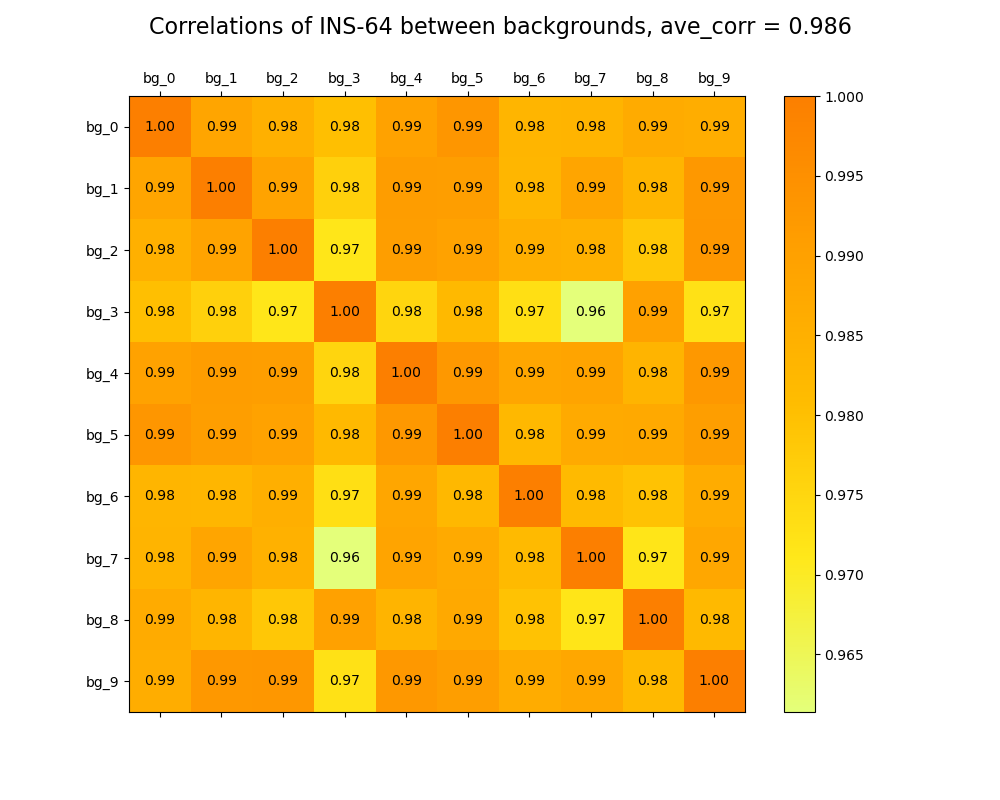 Correlations of INS-64 between backgrounds, ave_corr = 0.986
bg_0 bg_1 bg_2 bg_3 bg_4 bg_5 bg_6 bg_7 bg_8 bg_9
bg_0 1.00 0.99 0.98 0.98 0.99 0.99 0.98 0.98 0.99 0.99
bg_1 0.99 1.00 0.99 0.98 0.99 0.99 0.98 0.99 0.98 0.99
bg_2 0.98 0.99 1.00 0.97 0.99 0.99 0.99 0.98 0.98 0.99
bg_3 0.98 0.98 0.97 1.00 0.98 0.98 0.97 0.96 0.99 0.97
bg_4 0.99 0.99 0.99 0.98 1.00 0.99 0.99 0.99 0.98 0.99
bg_5 0.99 0.99 0.99 0.98 0.99 1.00 0.98 0.99 0.99 0.99
bg_6 0.98 0.98 0.99 0.97 0.99 0.98 1.00 0.98 0.98 0.99
bg_7 0.98 0.99 0.98 0.96 0.99 0.99 0.98 1.00 0.97 0.99
bg_8 0.99 0.98 0.98 0.99 0.98 0.99 0.98 0.97 1.00 0.98
bg_9 0.99 0.99 0.99 0.97 0.99 0.99 0.99 0.99 0.98 1.00
1.000
0.995
0.990
0.985
0.980
0.975
0.970
0.965